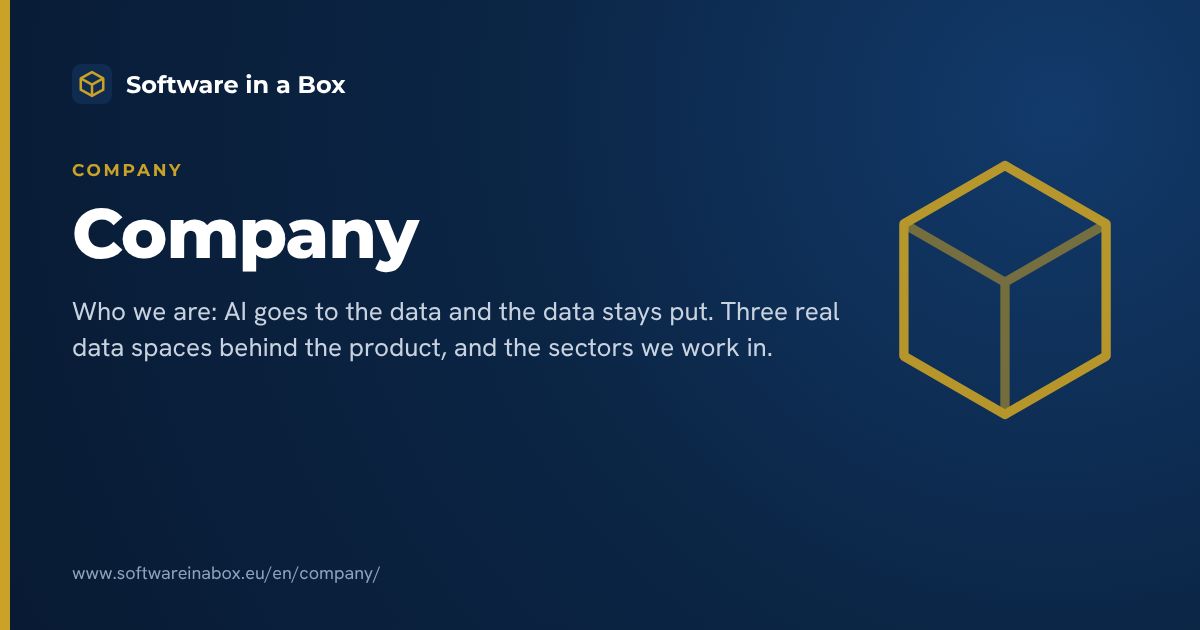 Software in a Box
COMPANY
Company
Who we are: AI goes to the data and the data stays put. Three real
data spaces behind the product, and the sectors we work in.
www.softwareinabox.eu/en/company/